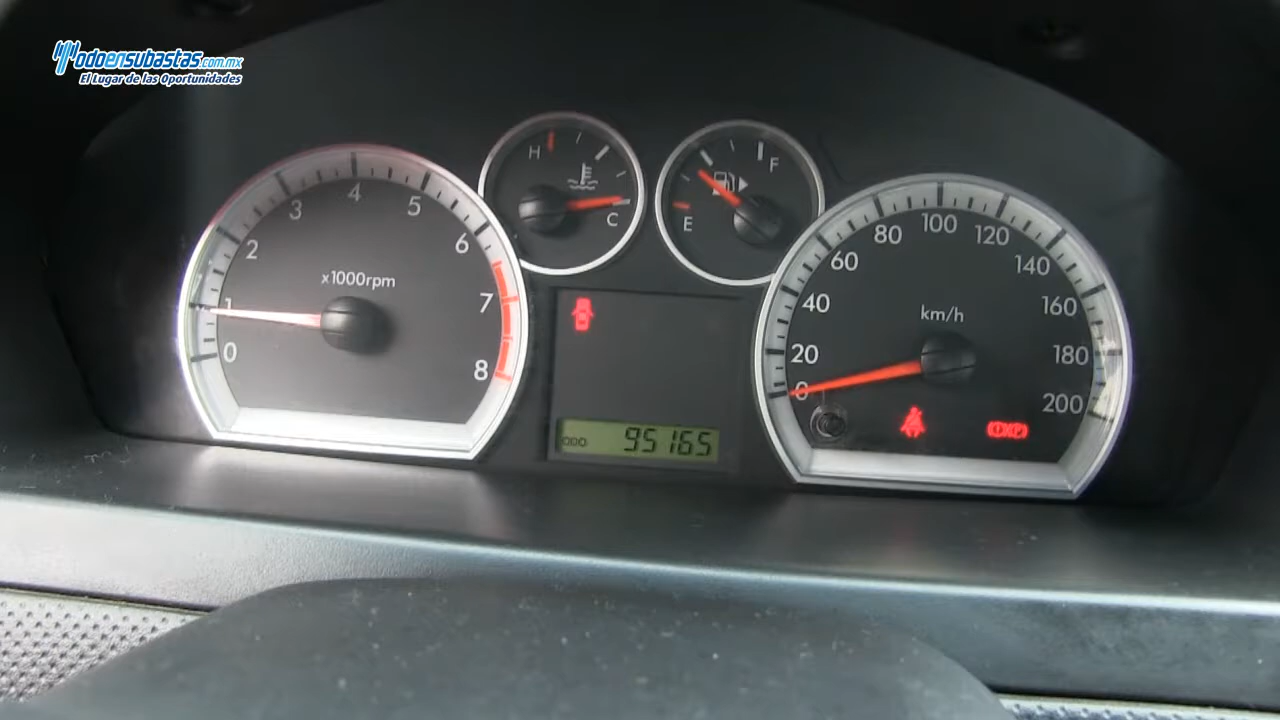 Todoensubastas.com.mx
El Lugar de las Oportunidades
H
C
F
E
0
1
2
3
4
5
6
7
8
x1000rpm
ODO 95165
0
20
40
60
80
100
120
140
160
180
200
km/h